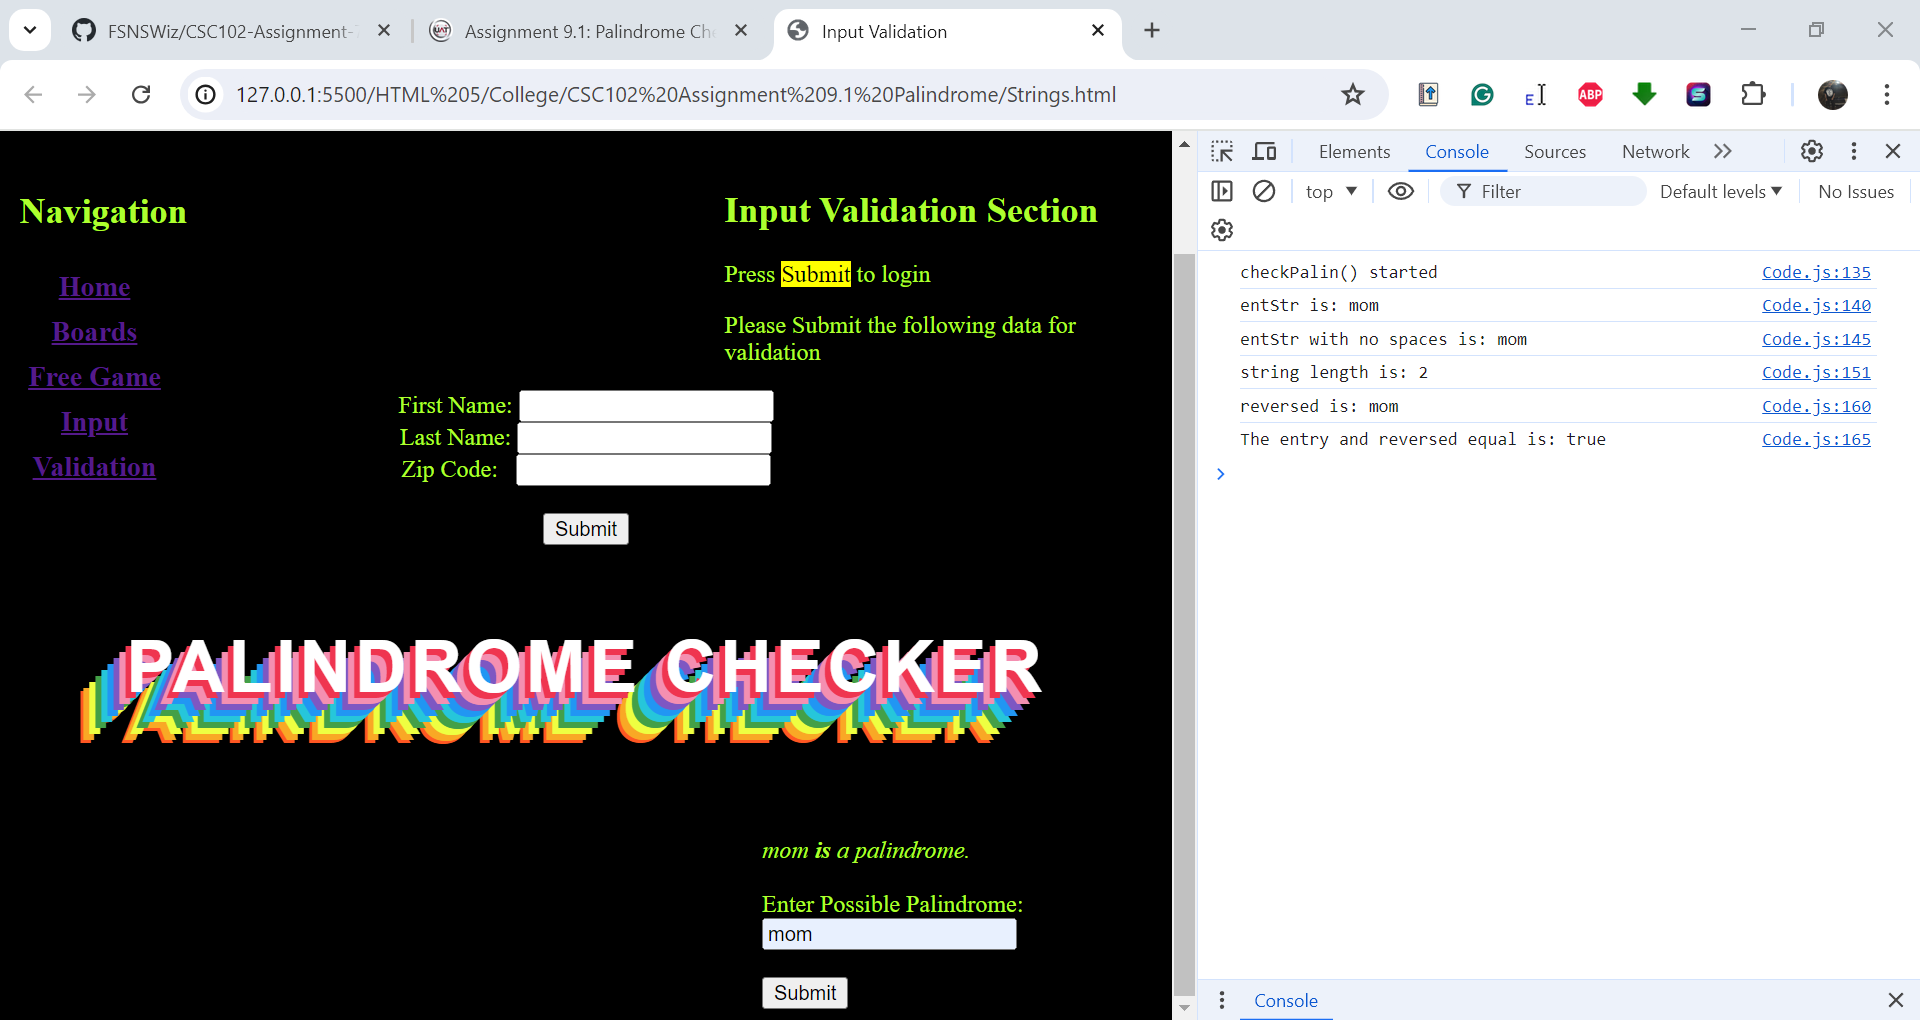 FSNSWiz/CSC102-Assignment-7
Assignment 9.1: Palindrome Che
Input Validation
127.0.0.1:5500/HTML%205/College/CSC102%20Assignment%209.1%20Palindrome/Strings.html
ABP
Navigation
Home
Boards
Free Game
Input
Validation
Input Validation Section
Press Submit to login
Please Submit the following data for
validation
First Name:
Last Name:
Zip Code:
Submit
PALINDROME CHECKER
mom is a palindrome.
Enter Possible Palindrome:
mom
Submit
Elements Console Sources Network
top Filter Default levels No Issues
checkPalin() started Code.js:135
entStr is: mom Code.js:140
entStr with no spaces is: mom Code.js:145
string length is: 2 Code.js:151
reversed is: mom Code.js:160
The entry and reversed equal is: true Code.js:165
Console